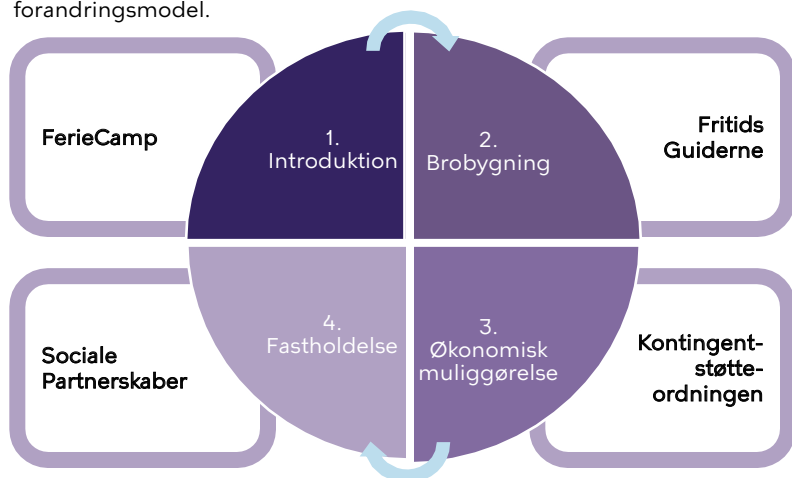 forandringsmodel.
FerieCamp
1.
Introduktion
2.
Brobygning
Fritids
Guiderne
Sociale
Partnerskaber
4.
Fastholdelse
3.
Økonomisk
muliggørelse
Kontingent-
støtte-
ordningen